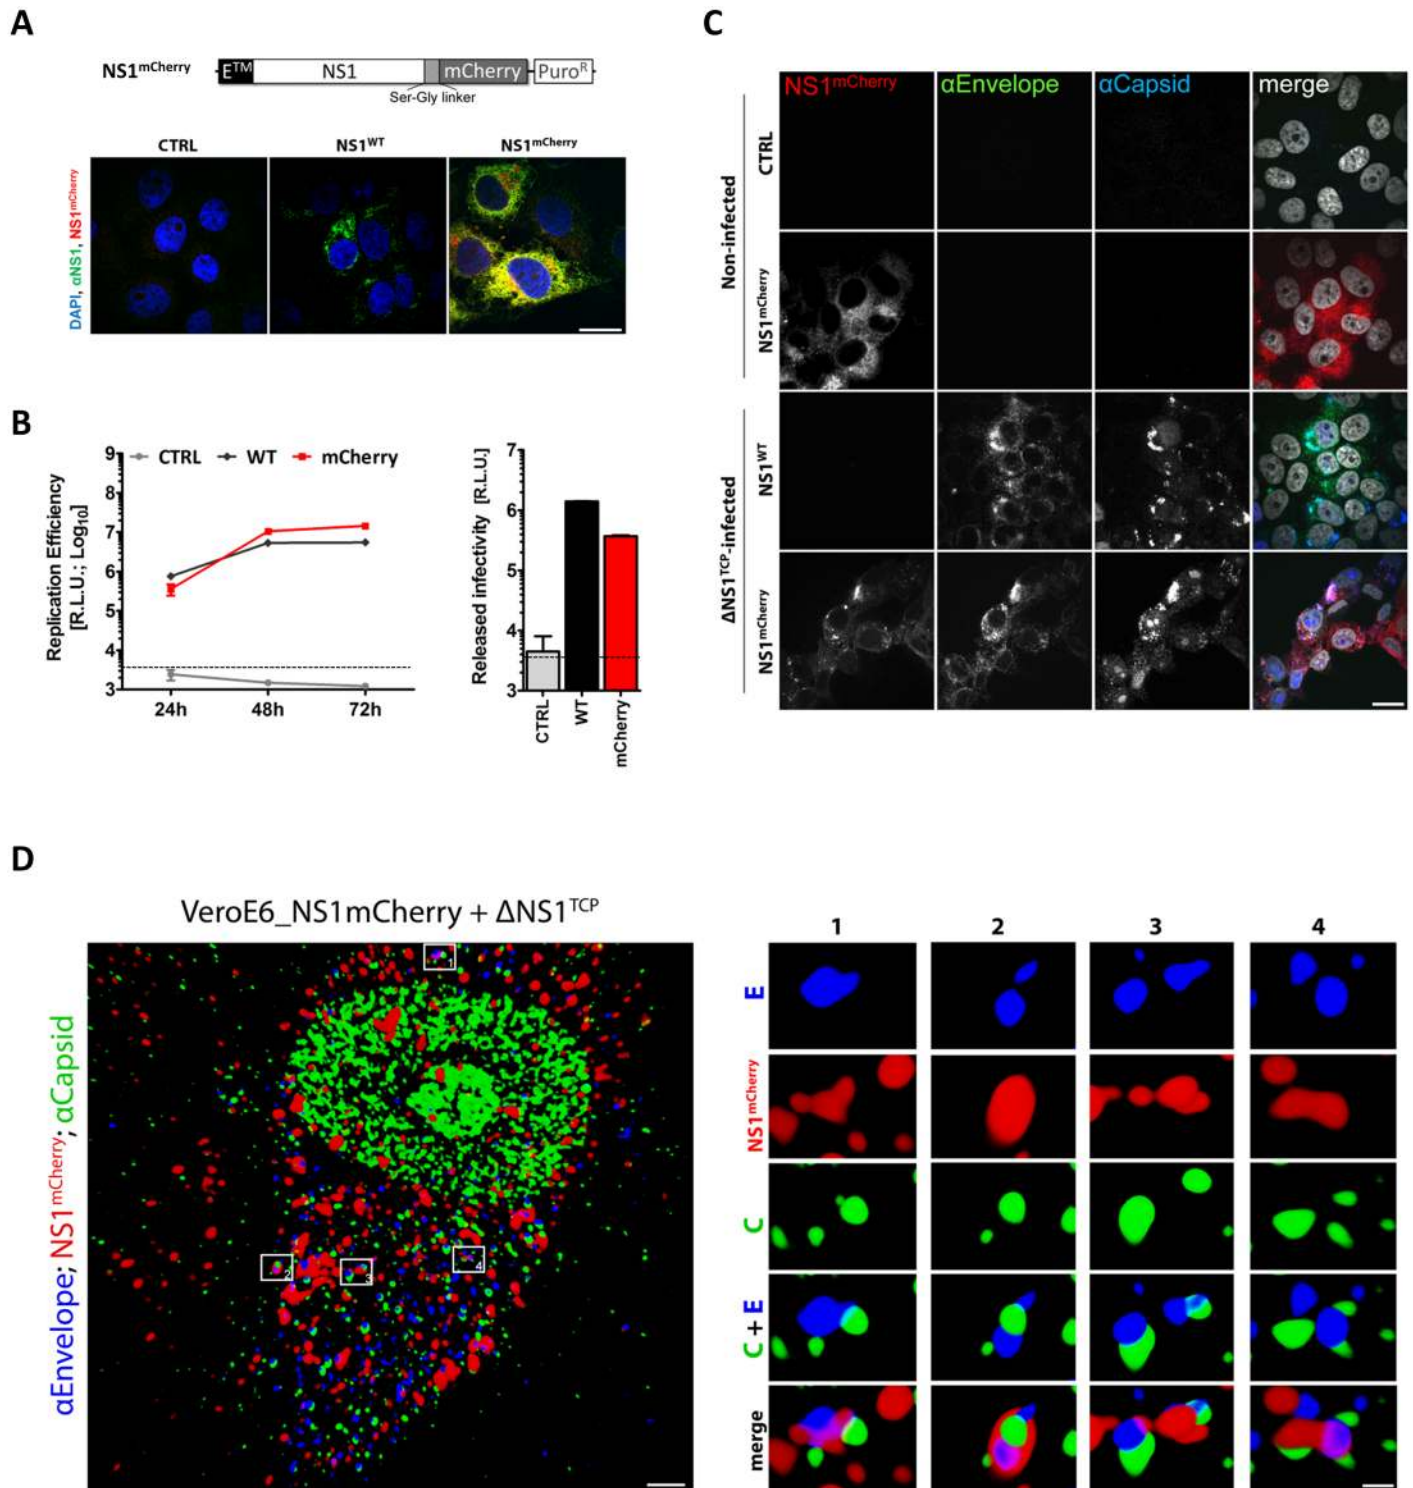 A
NS1mCherry
ETM
NS1
mCherry
PuroR
Ser-Gly linker
CTRL
NS1WT
NS1mCherry
DAPI, αNS1, NS1mCherry
B
CTRL
WT
mCherry
Replication Efficiency
[R.L.U.; Log10]
9
8
7
6
5
4
3
24h
48h
72h
Released infectivity [R.L.U.]
7
6
5
4
3
CTRL
WT
mCherry
C
NS1mCherry
αEnvelope
αCapsid
merge
Non-infected
CTRL
NS1mCherry
ΔNS1TCP-infected
NS1WT
NS1mCherry
D
VeroE6_NS1mCherry + ΔNS1TCP
αEnvelope; NS1mCherry; αCapsid
1
2
3
4
1
2
3
4
E
NS1mCherry
C
C + E
merge